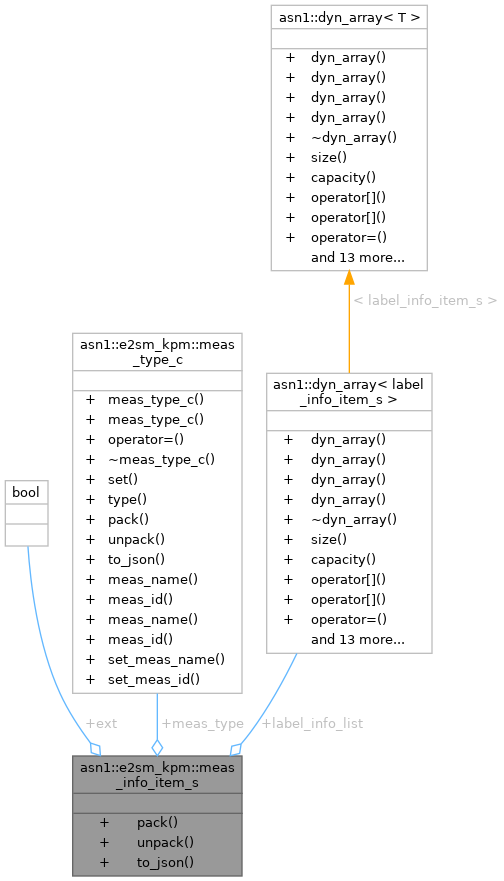 asn1::dyn_array< T >
+ dyn_array()
+ dyn_array()
+ dyn_array()
+ dyn_array()
+ ~dyn_array()
+ size()
+ capacity()
+ operator[]()
+ operator[]()
+ operator=()
and 13 more...
< label_info_item_s >
asn1::e2sm_kpm::meas
_type_c
+ meas_type_c()
+ meas_type_c()
+ operator=()
+ ~meas_type_c()
+ set()
+ type()
+ pack()
+ unpack()
+ to_json()
+ meas_name()
+ meas_id()
+ meas_name()
+ meas_id()
+ set_meas_name()
+ set_meas_id()
asn1::dyn_array< label
_info_item_s >
+ dyn_array()
+ dyn_array()
+ dyn_array()
+ dyn_array()
+ ~dyn_array()
+ size()
+ capacity()
+ operator[]()
+ operator[]()
+ operator=()
and 13 more...
bool
+ext
+meas_type
+label_info_list
asn1::e2sm_kpm::meas
_info_item_s
+ pack()
+ unpack()
+ to_json()